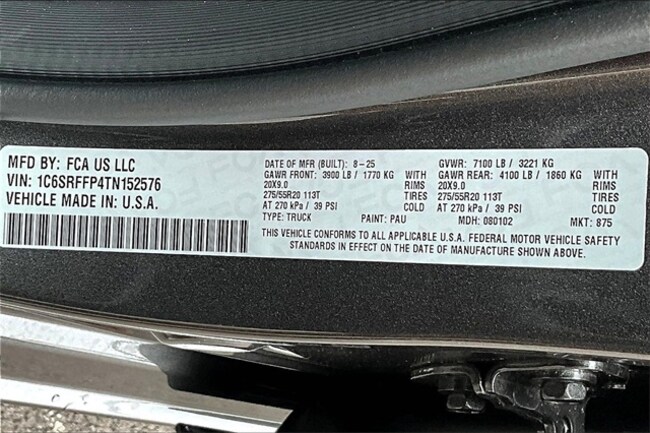 MFD BY: FCA US LLC
VIN: 1C6SRFFP4TN152576
VEHICLE MADE IN: U.S.A.
DATE OF MFR (BUILT): 8-25 GVWR: 7100 LB / 3221 KG
GAWR FRONT: 3900 LB / 1770 KG WITH GAWR REAR: 4100 LB / 1860 KG WITH
20X9.0 RIMS 20X9.0 RIMS
275/55R20 113T TIRES 275/55R20 113T TIRES
AT 270 kPa / 39 PSI COLD AT 270 kPa / 39 PSI COLD
TYPE: TRUCK PAINT: PAU MDH: 080102 MKT: 875
THIS VEHICLE CONFORMS TO ALL APPLICABLE U.S.A. FEDERAL MOTOR VEHICLE SAFETY
STANDARDS IN EFFECT ON THE DATE OF MANUFACTURE SHOWN ABOVE.